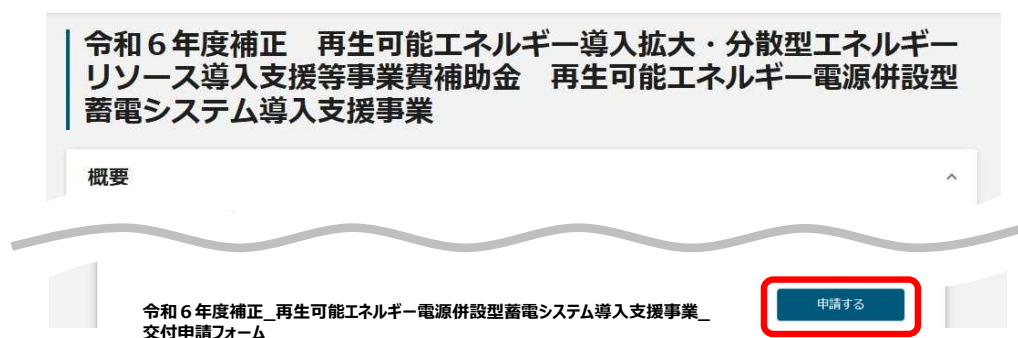 令和６年度補正　再生可能エネルギー導入拡大・分散型エネルギー
リソース導入支援等事業費補助金　再生可能エネルギー電源併設型
蓄電システム導入支援事業
概要
申請する
令和６年度補正_再生可能エネルギー電源併設型蓄電システム導入支援事業_
交付申請フォーム